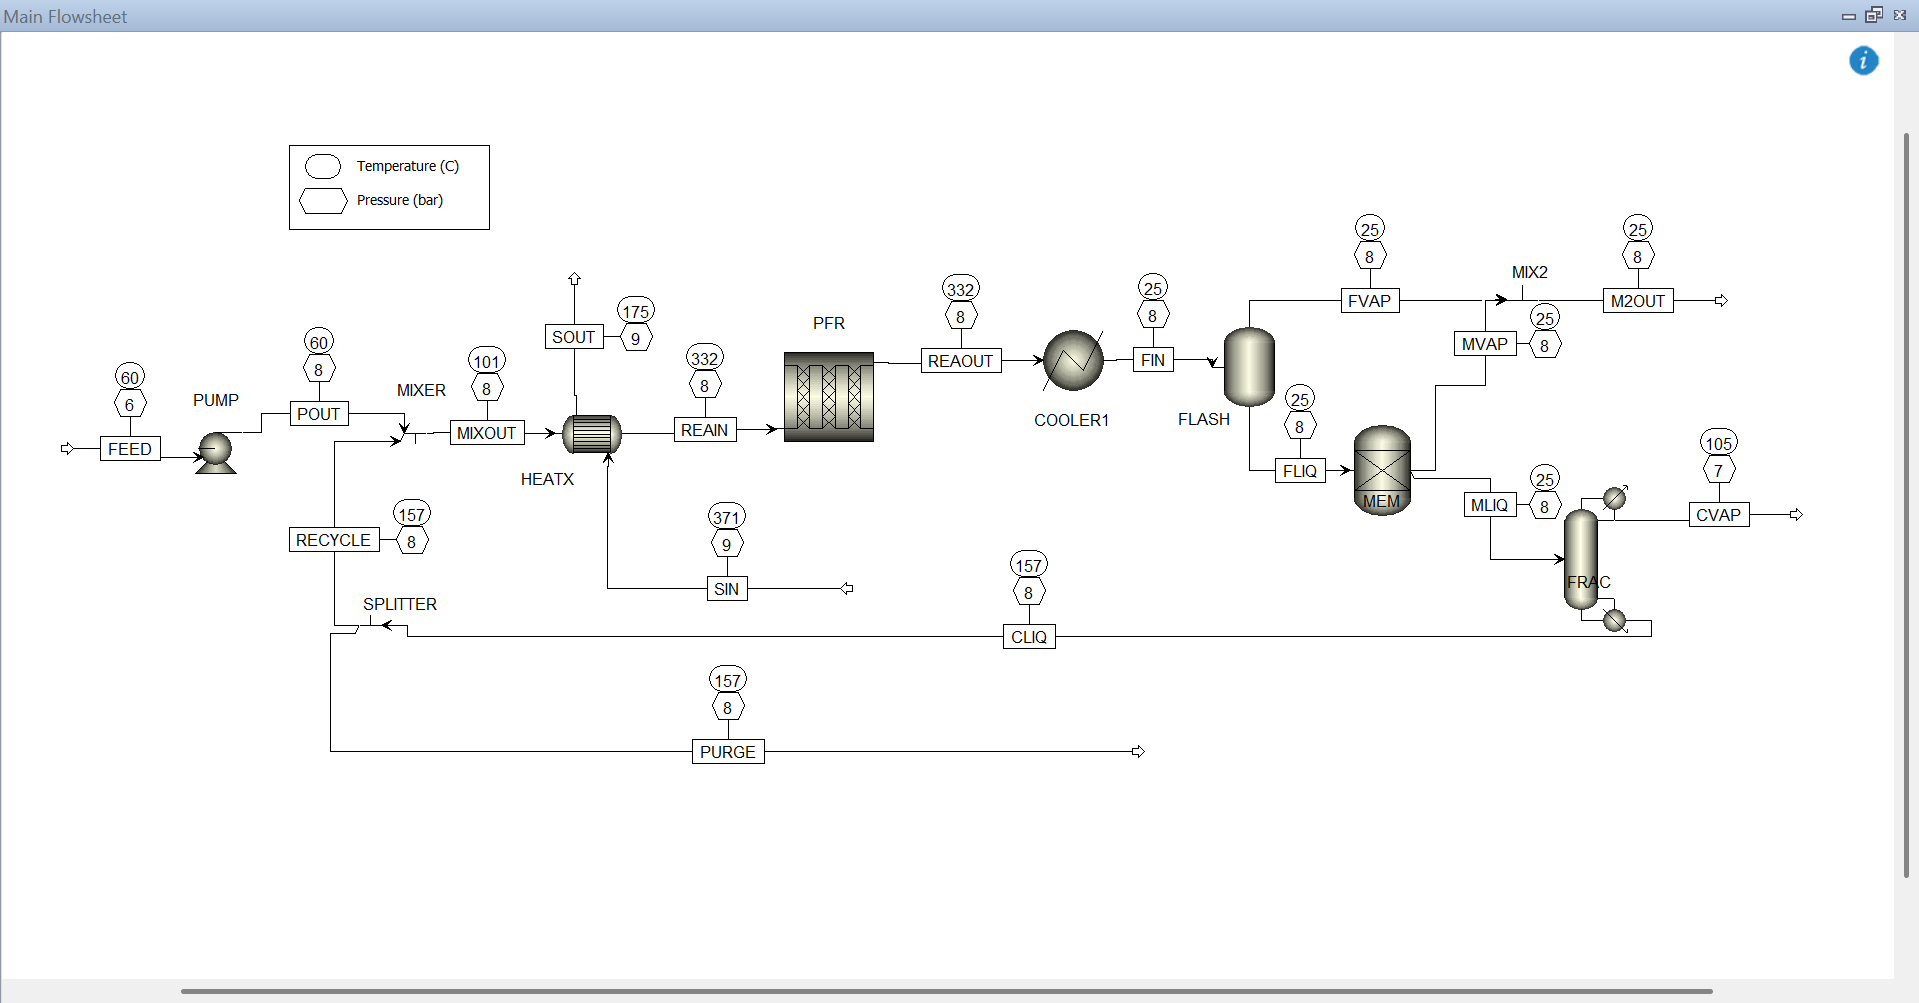 Main Flowsheet
i
Temperature (C)
Pressure (bar)
25
8
25
8
MIX2
FVAP
M2OUT
332
8
25
8
175
9
PFR
SOUT
25
8
MVAP
60
8
101
8
332
8
REAOUT
FIN
60
6
PUMP
MIXER
POUT
COOLER1
FLASH
25
8
MIXOUT
REAIN
FEED
HEATX
FLIQ
MEM
105
7
25
8
MLIQ
CVAP
157
8
RECYCLE
371
9
SIN
157
8
FRAC
SPLITTER
CLIQ
157
8
PURGE